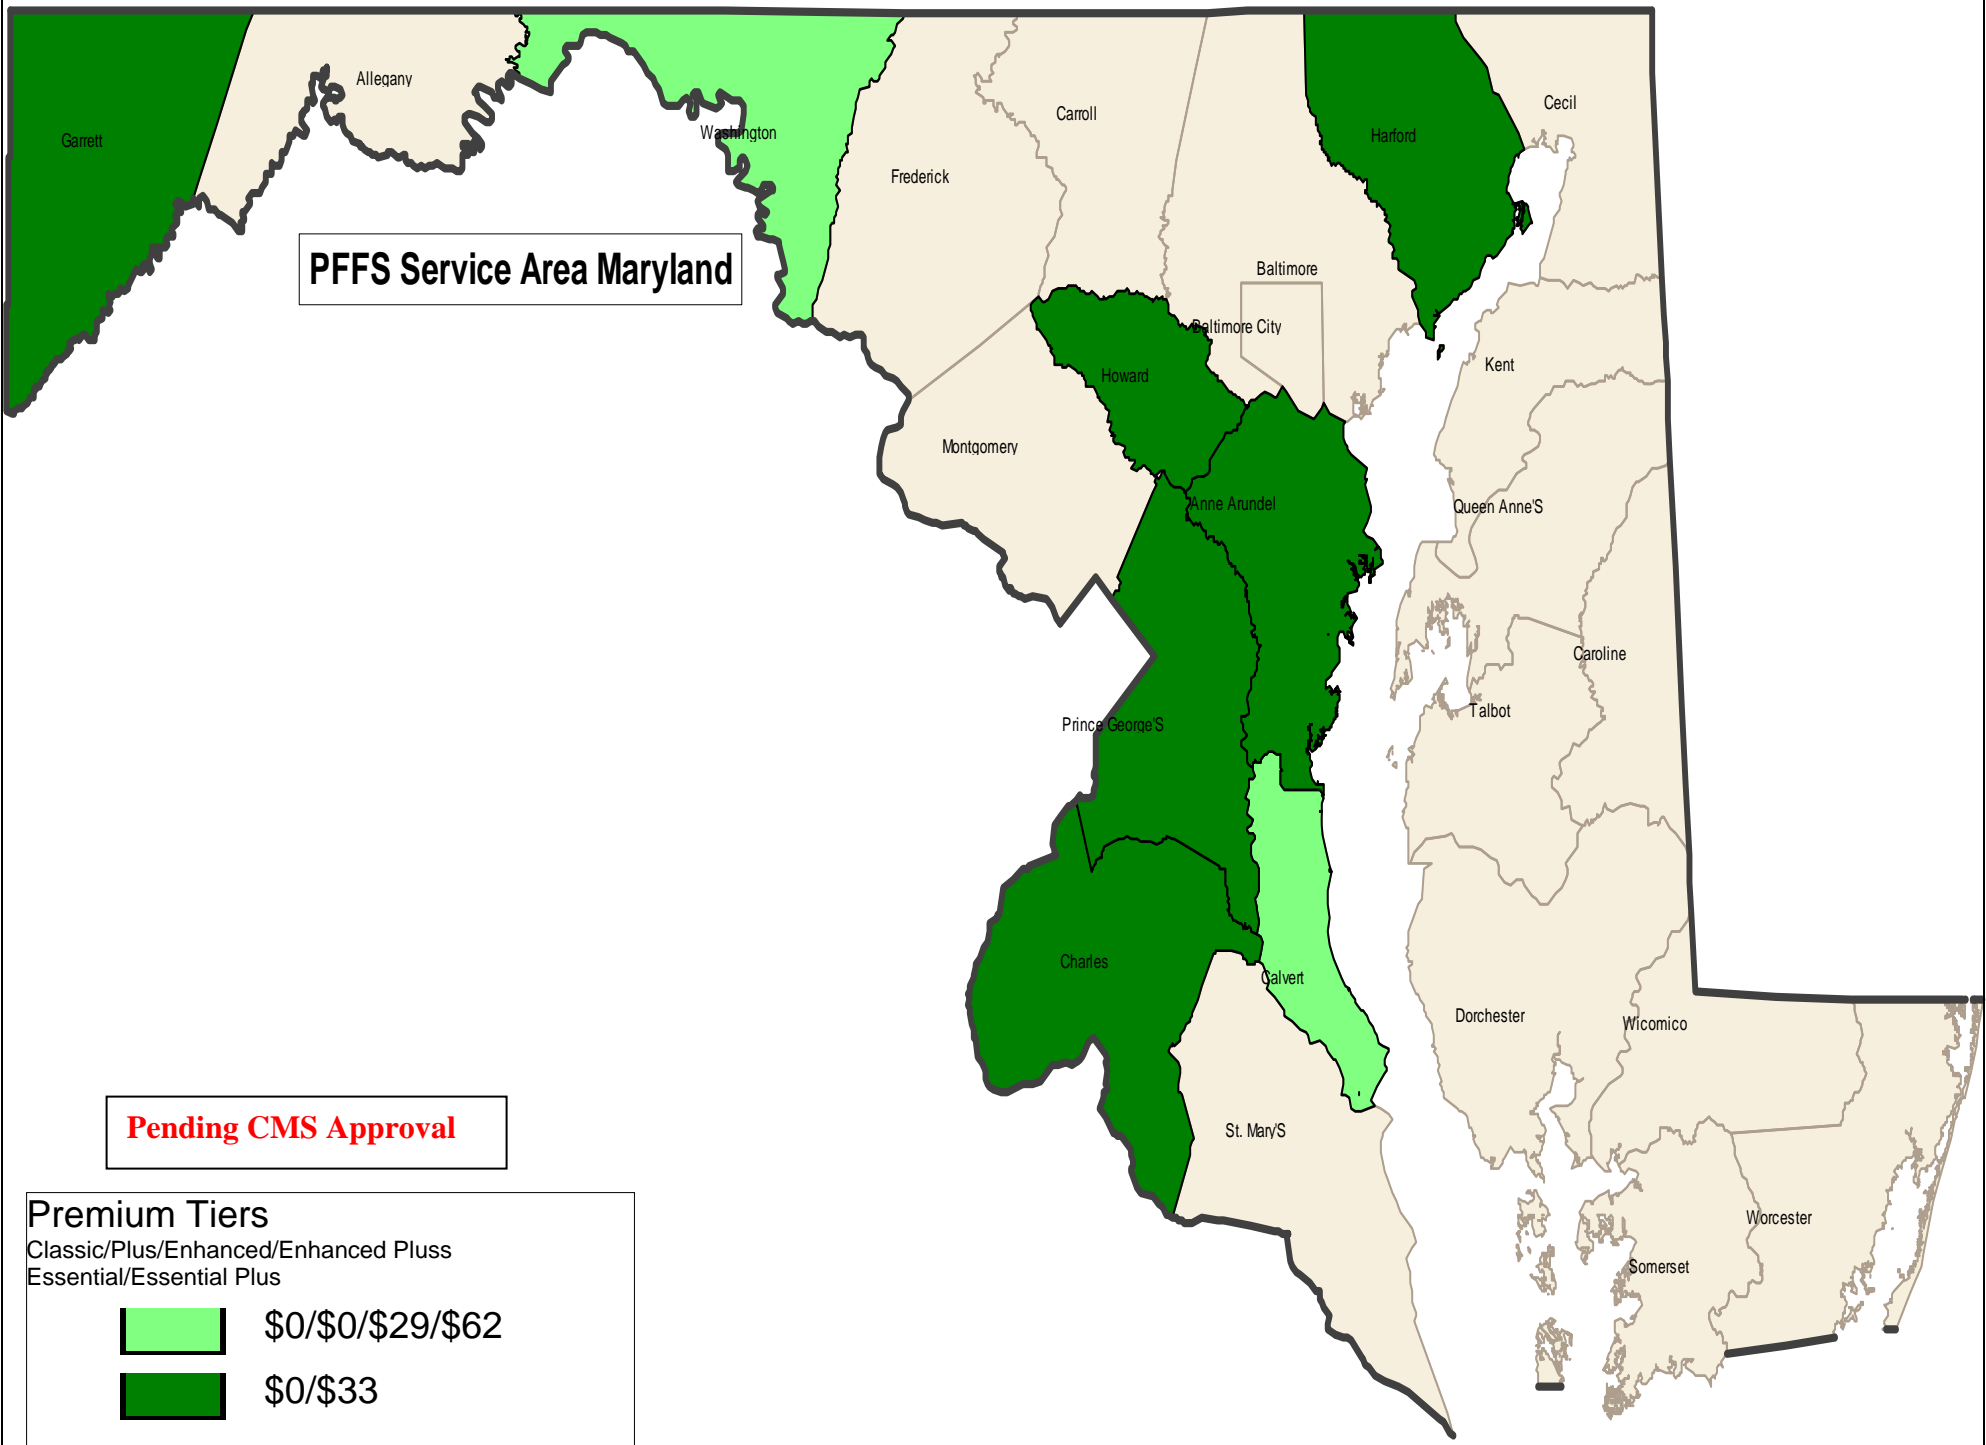 Allegany
Garrett
Washington
Carroll
Cecil
Harford
Frederick
PFFS Service Area Maryland
Baltimore
Baltimore City
Howard
Kent
Montgomery
Anne Arundel
Queen Anne'S
Caroline
Talbot
Prince George'S
Charles
Calvert
Dorchester
Wicomico
St. Mary'S
Worcester
Somerset
Pending CMS Approval
Premium Tiers
Classic/Plus/Enhanced/Enhanced Pluss
Essential/Essential Plus
$0/$0/$29/$62
$0/$33